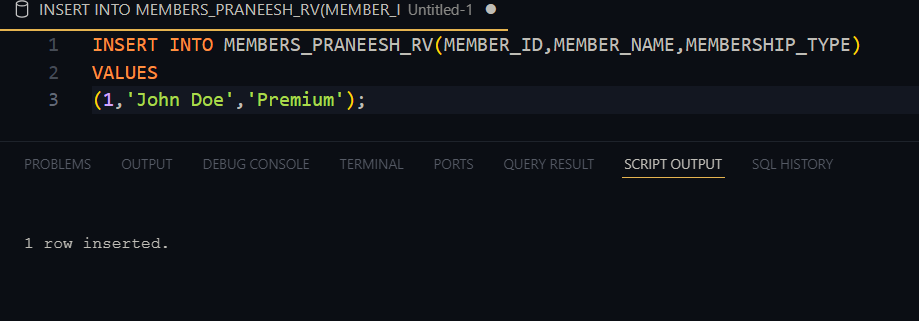 INSERT INTO MEMBERS_PRANEESH_RV(MEMBER_I Untitled-1
1 INSERT INTO MEMBERS_PRANEESH_RV(MEMBER_ID,MEMBER_NAME,MEMBERSHIP_TYPE)
2 VALUES
3 (1,'John Doe','Premium');
PROBLEMS OUTPUT DEBUG CONSOLE TERMINAL PORTS QUERY RESULT SCRIPT OUTPUT SQL HISTORY
1 row inserted.